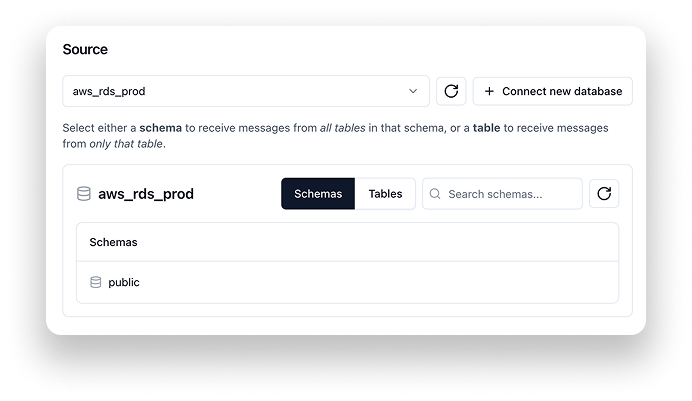 Source
aws_rds_prod
Connect new database
Select either a schema to receive messages from all tables in that schema, or a table to receive messages
from only that table.
aws_rds_prod
Schemas
Tables
Search schemas...
Schemas
public